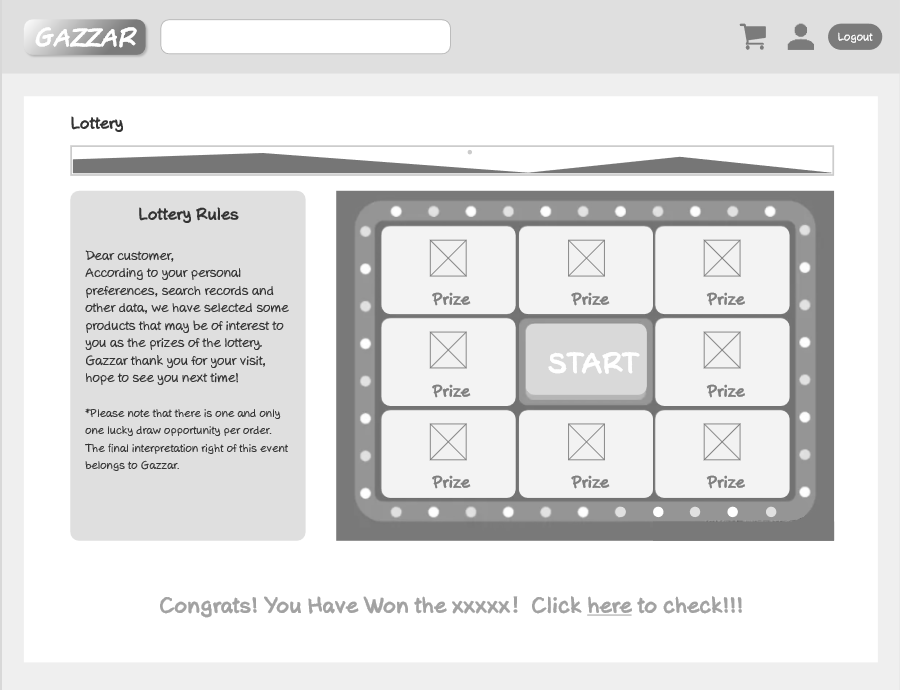 GAZZAR
Logout
Lottery
Lottery Rules
Dear customer,
According to your personal
preferences, search records and
other data, we have selected some
products that may be of interest to
you as the prizes of the lottery.
Gazzar thank you for your visit,
hope to see you next time!
*Please note that there is one and only
one lucky draw opportunity per order.
The final interpretation right of this event
belongs to Gazzar.
Prize Prize Prize
Prize START Prize
Prize Prize Prize
Congrats! You Have Won the xxxxx! Click here to check!!!